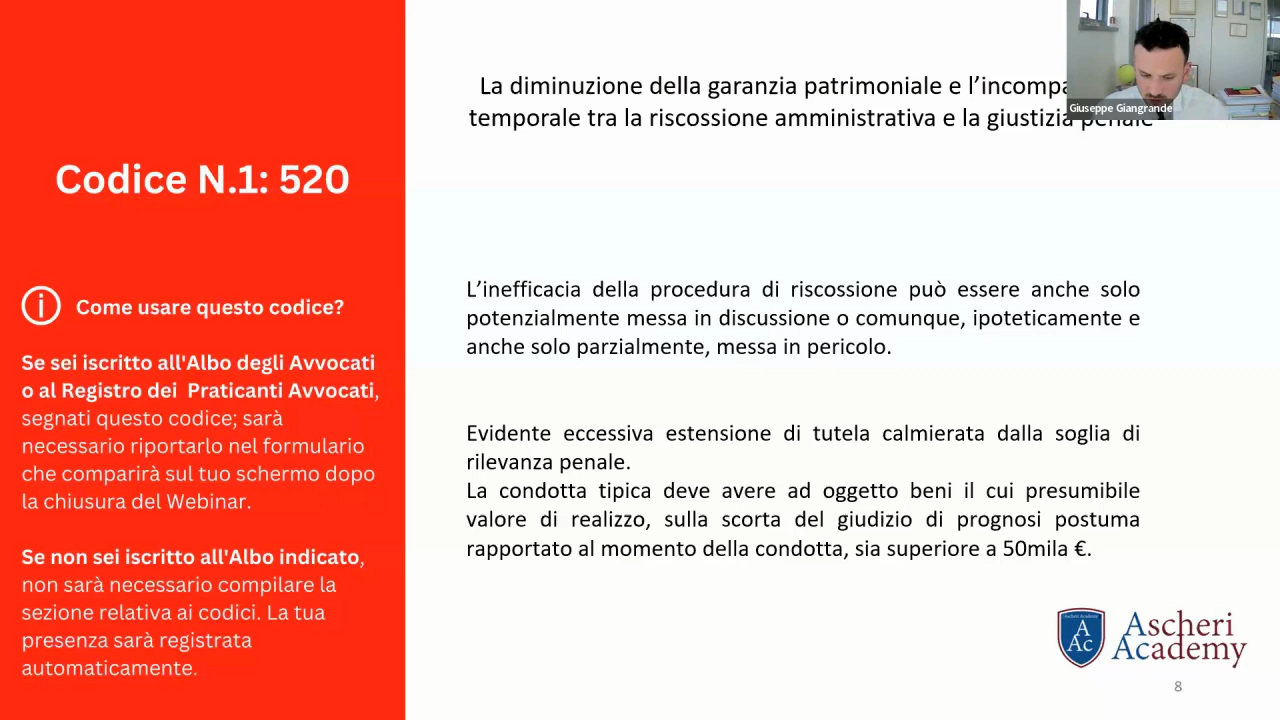 Codice N.1: 520
Come usare questo codice?
Se sei iscritto all'Albo degli Avvocati
o al Registro dei Praticanti Avvocati,
segnati questo codice; sarà
necessario riportarlo nel formulario
che comparirà sul tuo schermo dopo
la chiusura del Webinar.
Se non sei iscritto all'Albo indicato,
non sarà necessario compilare la
sezione relativa ai codici. La tua
presenza sarà registrata
automaticamente.
La diminuzione della garanzia patrimoniale e
temporale tra la riscossione amministrativa e la giustizia penale
Giuseppe Giangrande
L’inefficacia della procedura di riscossione può essere anche solo
potenzialmente messa in discussione o comunque, ipoteticamente e
anche solo parzialmente, messa in pericolo.
Evidente eccessiva estensione di tutela calmierata dalla soglia di
rilevanza penale.
La condotta tipica deve avere ad oggetto beni il cui presumibile
valore di realizzo, sulla scorta del giudizio di prognosi postuma
rapportato al momento della condotta, sia superiore a 50mila €.
A
Ac
Ascheri
Academy
8